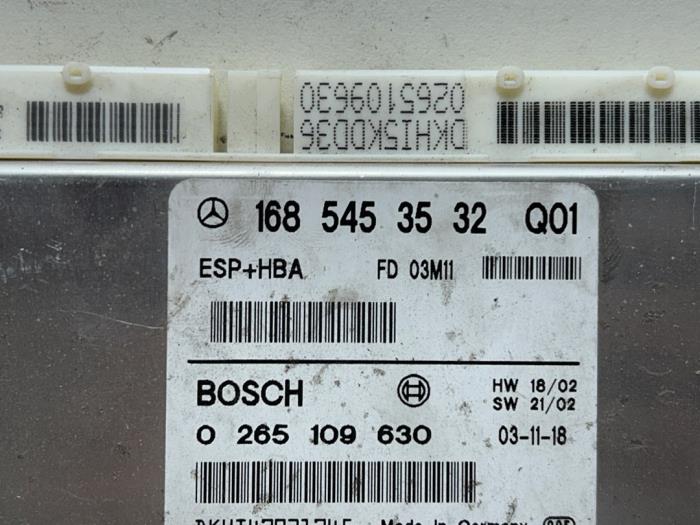 0265109630
DKHI5KDD36
168 545 35 32 Q01
ESP+HBA FD 03M11
BOSCH HW 18/02
SW 21/02
0 265 109 630 03-11-18
Made In Germany